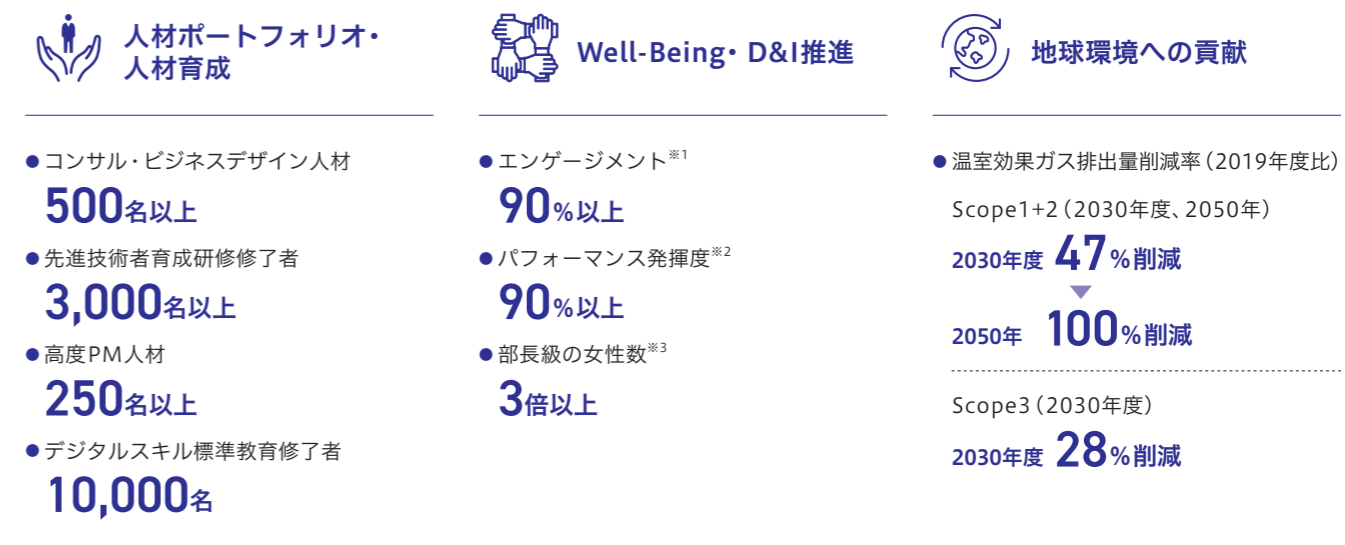 人材ポートフォリオ・
人材育成
●コンサル・ビジネスデザイン人材
500名以上
●先進技術者育成研修修了者
3,000名以上
●高度PM人材
250名以上
●デジタルスキル標準教育修了者
10,000名
Well-Being・ D&I推進
●エンゲージメント※1
90%以上
●パフォーマンス発揮度※2
90%以上
●部長級の女性数※3
3倍以上
地球環境への貢献
●温室効果ガス排出量削減率（2019年度比）
Scope1+2（2030年度、2050年）
2030年度 47%削減
2050年 100%削減
Scope3（2030年度）
2030年度 28%削減